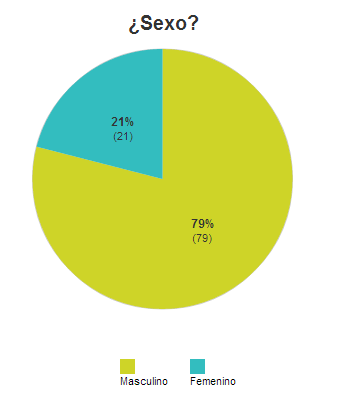 ¿Sexo?
21%
(21)
79%
(79)
Masculino
Femenino